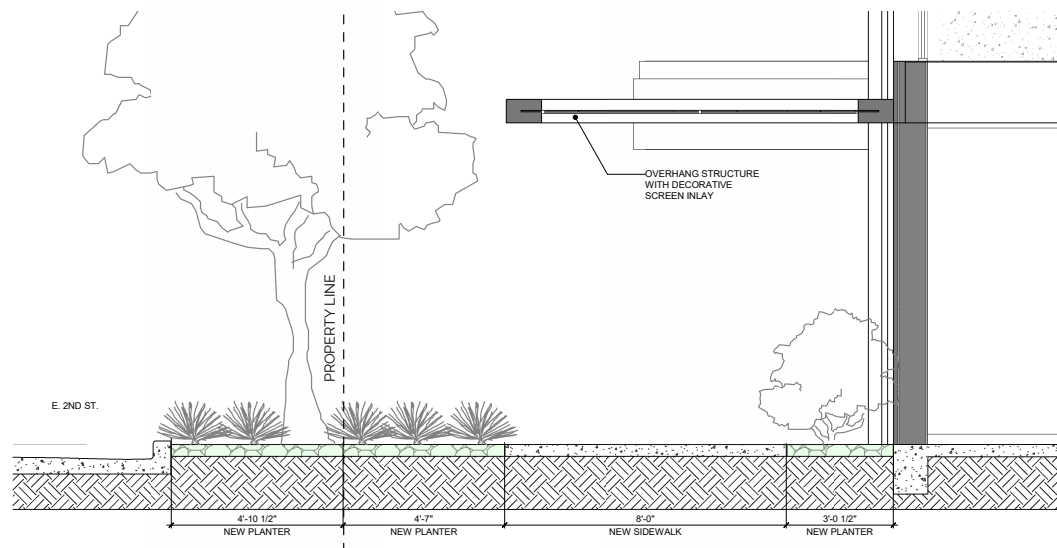 OVERHANG STRUCTURE
WITH DECORATIVE
SCREEN INLAY
PROPERTY LINE
E. 2ND ST.
4'-10 1/2"
NEW PLANTER
4'-7"
NEW PLANTER
8'-0"
NEW SIDEWALK
3'-0 1/2"
NEW PLANTER